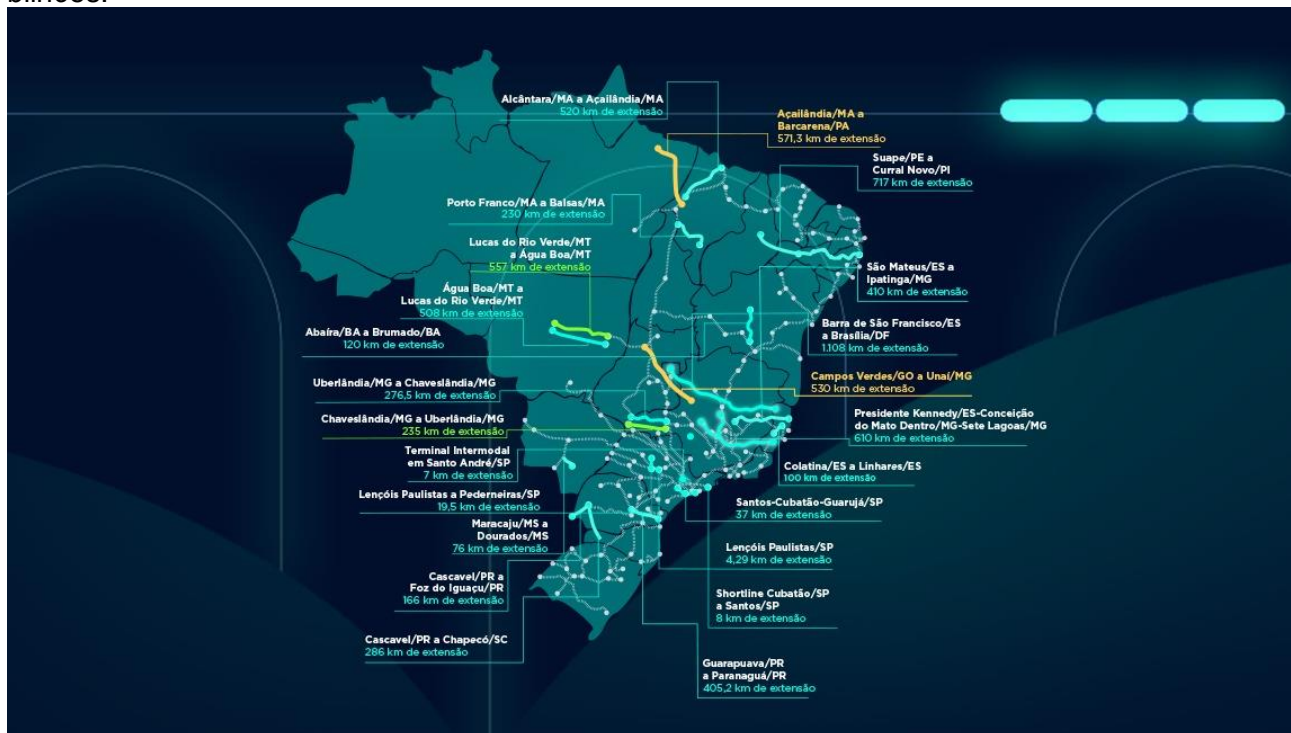 Alcântara/MA a Açailândia/MA
520 km de extensão
Açailândia/MA a
Barcarena/PA
571,3 km de extensão
Suape/PE a
Curral Novo/PI
717 km de extensão
Porto Franco/MA a Balsas/MA
230 km de extensão
Lucas do Rio Verde/MT
a Água Boa/MT
557 km de extensão
São Mateus/ES a
Ipatinga/MG
410 km de extensão
Água Boa/MT a
Lucas do Rio Verde/MT
508 km de extensão
Barra de São Francisco/ES
a Brasília/DF
1.108 km de extensão
Abaíra/BA a Brumado/BA
120 km de extensão
Campos Verdes/GO a Unaí/MG
530 km de extensão
Uberlândia/MG a Chaveslândia/MG
276,5 km de extensão
Presidente Kennedy/ES-Conceição
do Mato Dentro/MG-Sete Lagoas/MG
610 km de extensão
Chaveslândia/MG a Uberlândia/MG
235 km de extensão
Terminal Intermodal
em Santo André/SP
7 km de extensão
Colatina/ES a Linhares/ES
100 km de extensão
Lençóis Paulistas a Pederneiras/SP
19,5 km de extensão
Santos-Cubatão-Guarujá/SP
37 km de extensão
Maracaju/MS a
Dourados/MS
76 km de extensão
Lençóis Paulistas/SP
4,29 km de extensão
Cascavel/PR a
Foz do Iguaçu/PR
166 km de extensão
Shortline Cubatão/SP
a Santos/SP
8 km de extensão
Cascavel/PR a Chapecó/SC
286 km de extensão
Guarapuava/PR
a Paranaguá/PR
405,2 km de extensão